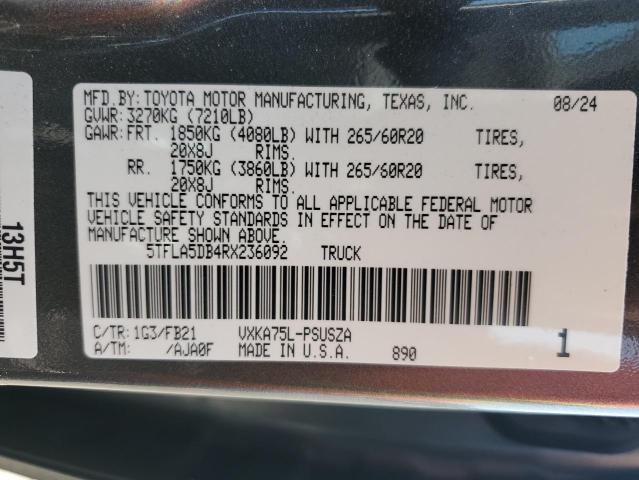 MFD.BY:TOYOTA MOTOR MANUFACTURING, TEXAS, INC. 08/24
GVWR:3270KG (7210LB)
GAWR:FRT. 1850KG (4080LB) WITH 265/60R20 TIRES,
20X8J RIMS.
RR. 1750KG (3860LB) WITH 265/60R20 TIRES,
20X8J RIMS.
THIS VEHICLE CONFORMS TO ALL APPLICABLE FEDERAL MOTOR
VEHICLE SAFETY STANDARDS IN EFFECT ON THE DATE OF
MANUFACTURE SHOWN ABOVE.
5TFLA5DB4RX236092 TRUCK
C/TR:1G3/FB21 VXKA75L-PSUSZA
A/TM: /AJA0F MADE IN U.S.A. 890 1
13H5T